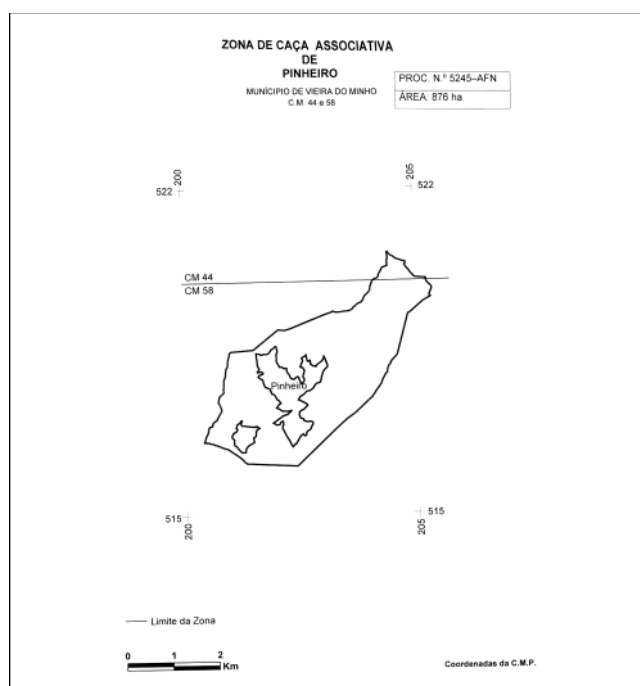 ZONA DE CAÇA ASSOCIATIVA
DE
PINHEIRO
MUNÍCIPIO DE VIEIRA DO MINHO
C.M. 44 e 58
PROC. N.º 5245–AFN
ÁREA: 876 ha
200
205
522
522
CM 44
CM 58
Pinheiro
515
515
200
205
Limite da Zona
0 1 2
Km
Coordenadas da C.M.P.